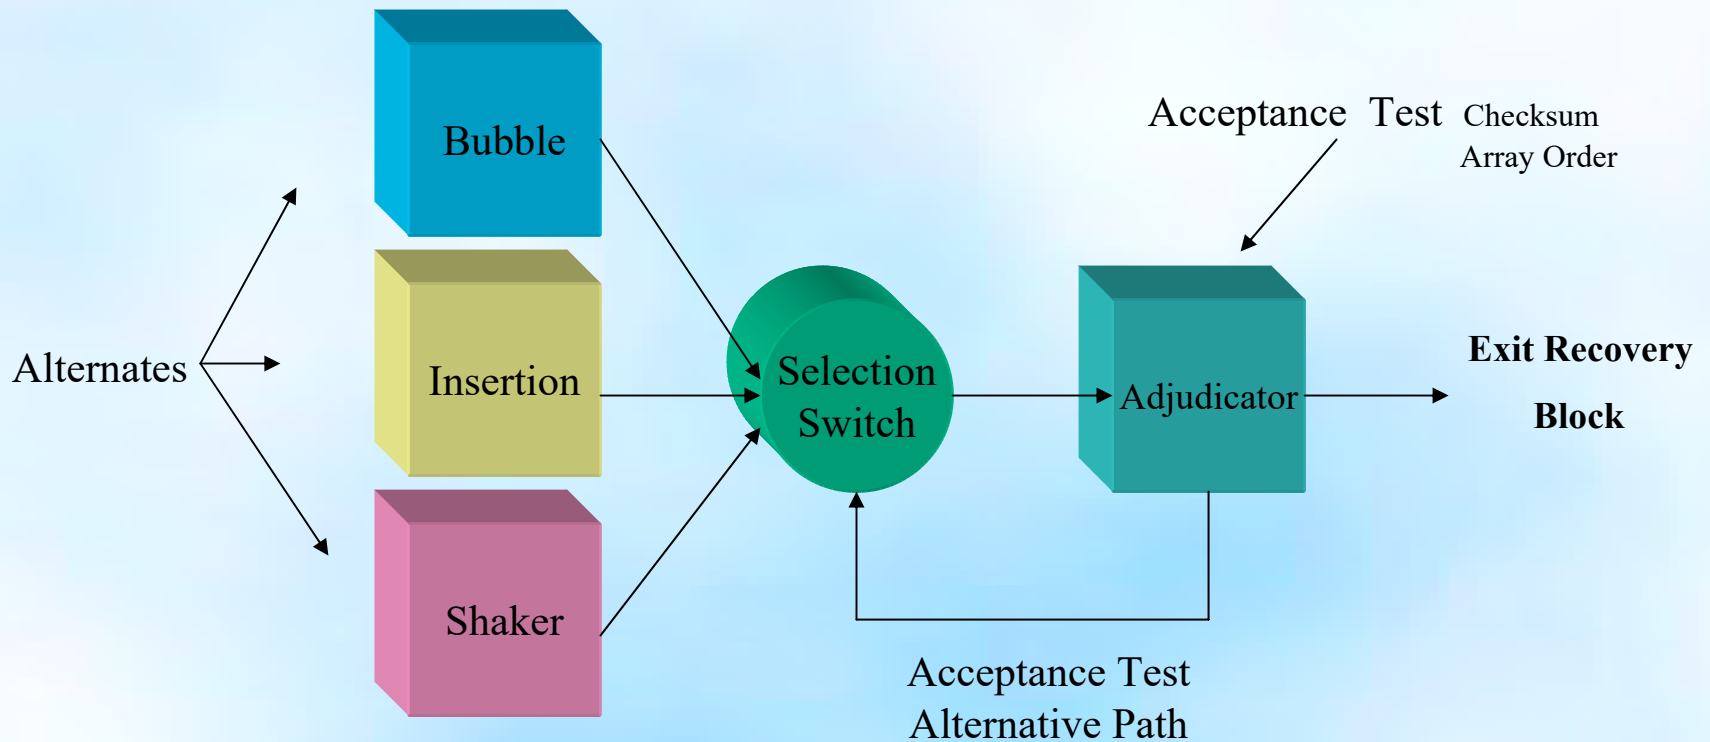 Bubble
Acceptance Test Checksum
Array Order
Alternates
Insertion
Selection
Switch
Adjudicator
Exit Recovery
Block
Shaker
Acceptance Test
Alternative Path